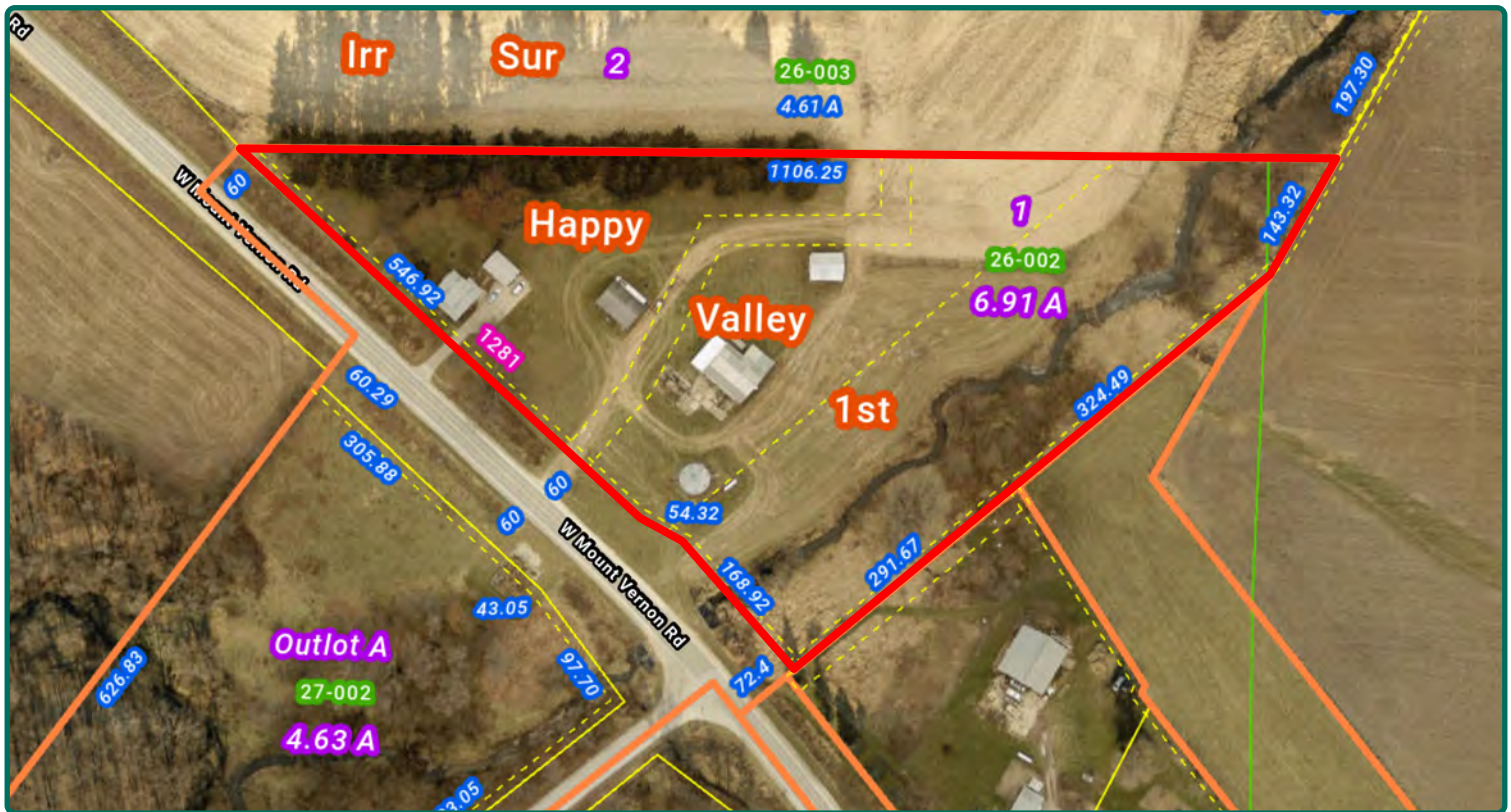 Rd
Irr
Sur
2
26-003
4.61 A
197.30
W Mount Vernon Rd
60
1106.25
Happy
1
143.32
546.92
26-002
6.91 A
Valley
1281
60.29
324.49
1st
305.88
60
54.32
60
W Mount Vernon Rd
291.67
168.92
43.05
Outlot A
97.70
72.4
626.83
27-002
4.63 A